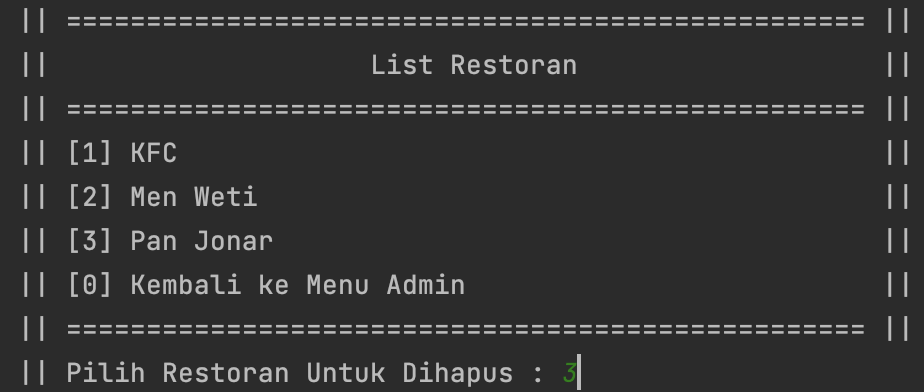 || ================================================== ||
||                    List Restoran                   ||
|| ================================================== ||
|| [1] KFC                                            ||
|| [2] Men Weti                                       ||
|| [3] Pan Jonar                                      ||
|| [0] Kembali ke Menu Admin                          ||
|| ================================================== ||
|| Pilih Restoran Untuk Dihapus : 3